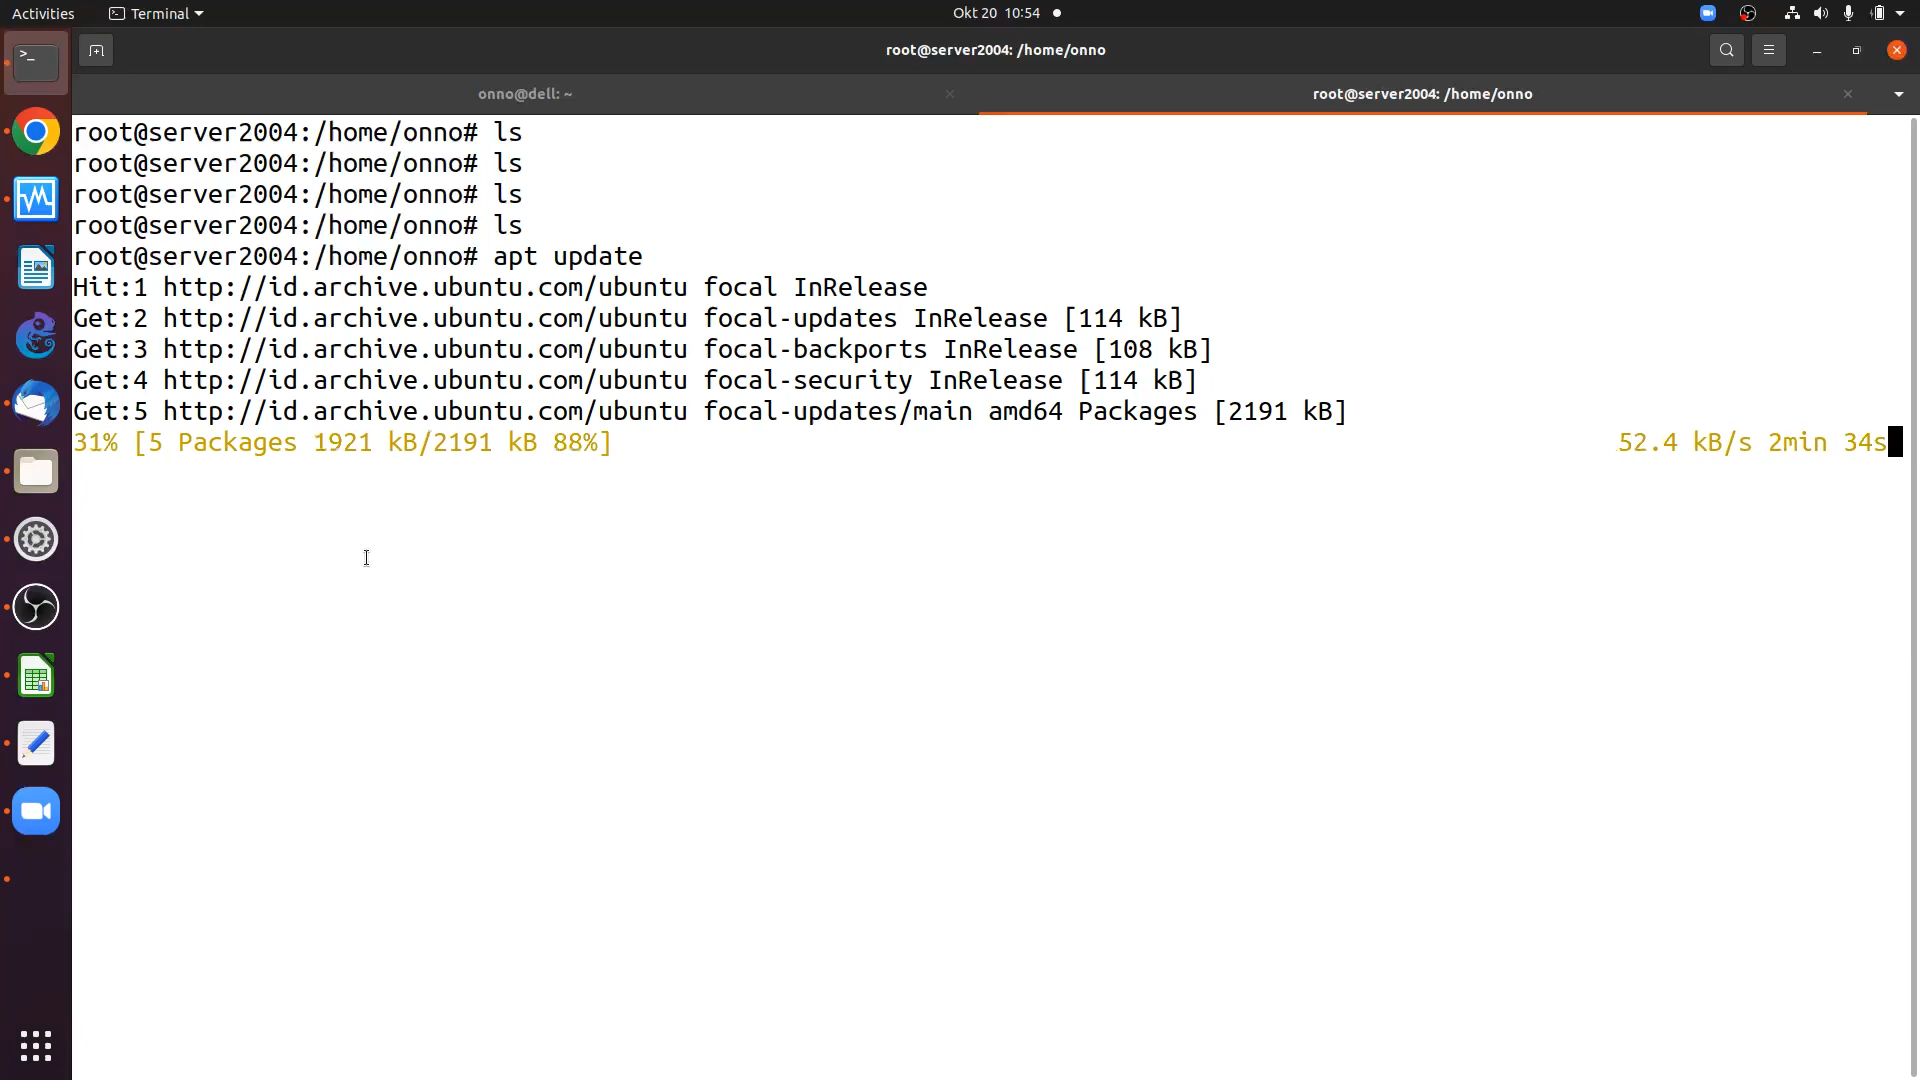 Activities Terminal Okt 20 10:54
root@server2004: /home/onno
onno@dell: ~ root@server2004: /home/onno
root@server2004:/home/onno# ls
root@server2004:/home/onno# ls
root@server2004:/home/onno# ls
root@server2004:/home/onno# ls
root@server2004:/home/onno# apt update
Hit:1 http://id.archive.ubuntu.com/ubuntu focal InRelease
Get:2 http://id.archive.ubuntu.com/ubuntu focal-updates InRelease [114 kB]
Get:3 http://id.archive.ubuntu.com/ubuntu focal-backports InRelease [108 kB]
Get:4 http://id.archive.ubuntu.com/ubuntu focal-security InRelease [114 kB]
Get:5 http://id.archive.ubuntu.com/ubuntu focal-updates/main amd64 Packages [2191 kB]
31% [5 Packages 1921 kB/2191 kB 88%] 52.4 kB/s 2min 34s